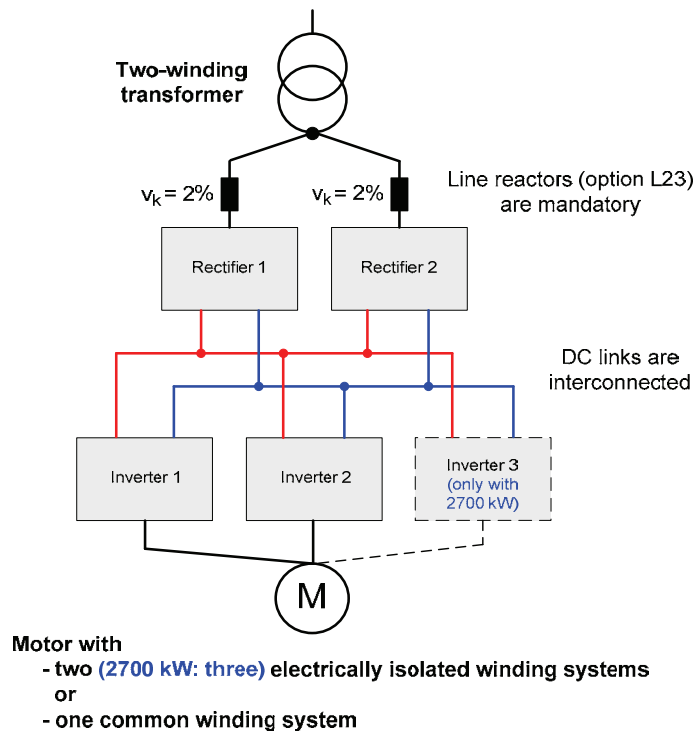 Two-winding
transformer
vk = 2%
vk = 2%
Line reactors (option L23)
are mandatory
Rectifier 1
Rectifier 2
DC links are
interconnected
Inverter 1
Inverter 2
Inverter 3
(only with
2700 kW)
M
Motor with
- two (2700 kW: three) electrically isolated winding systems
or
- one common winding system